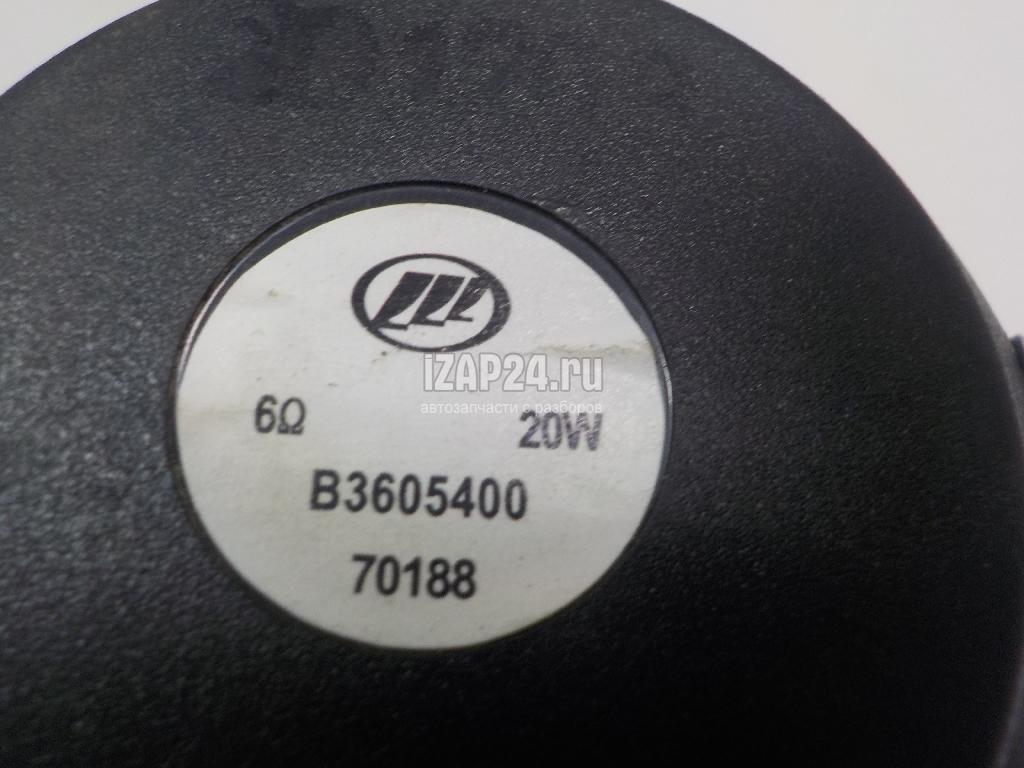 iZAP24.ru
автозапчасти с разборов
6Ω 20W
B3605400
70188